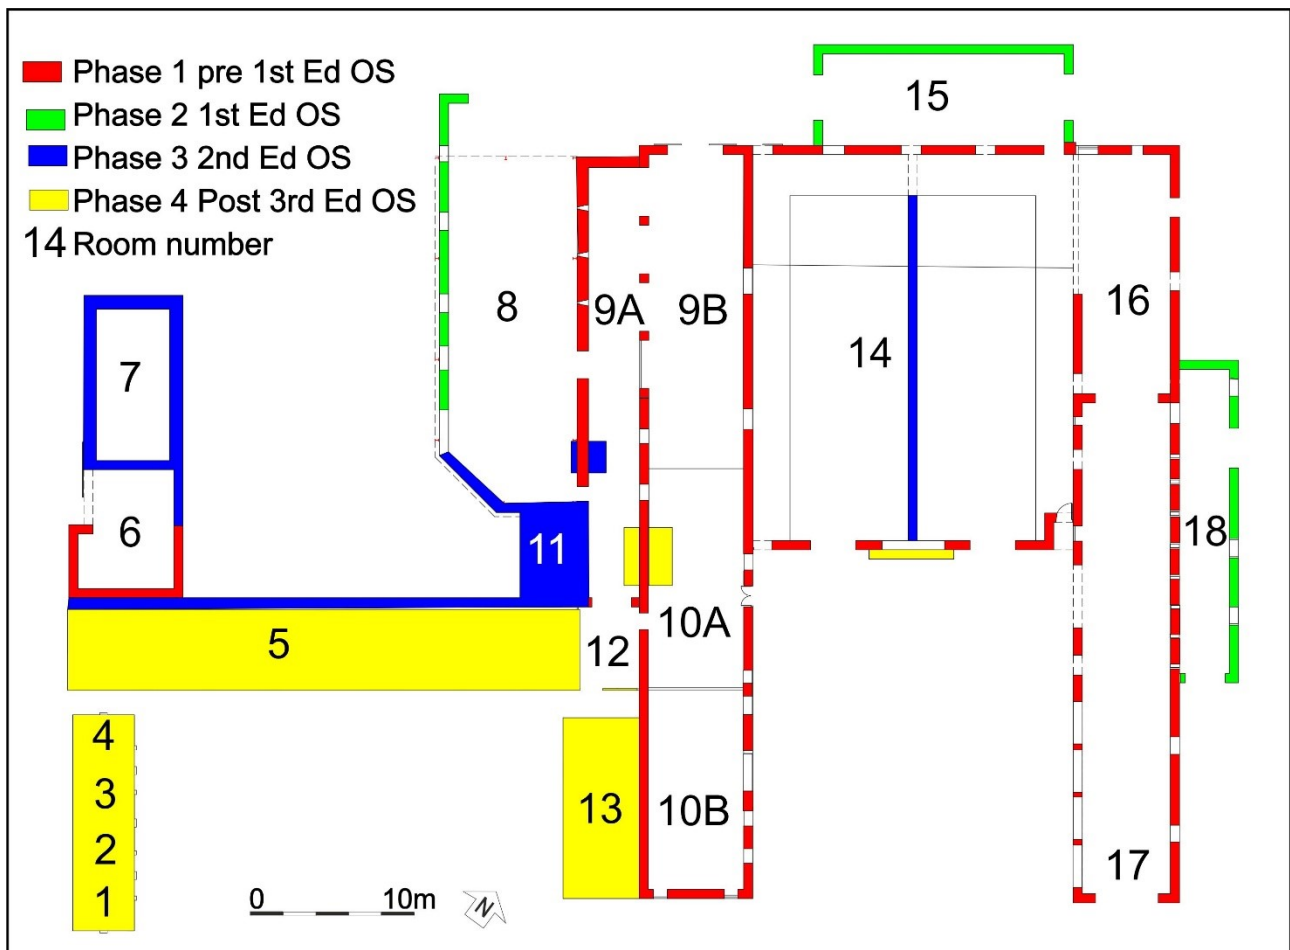 Phase 1 pre 1st Ed OS
Phase 2 1st Ed OS
Phase 3 2nd Ed OS
Phase 4 Post 3rd Ed OS
14 Room number
15
8
9A
9B
16
14
7
6
11
18
5
12
10A
4
3
2
1
13
10B
17
0
10m
N